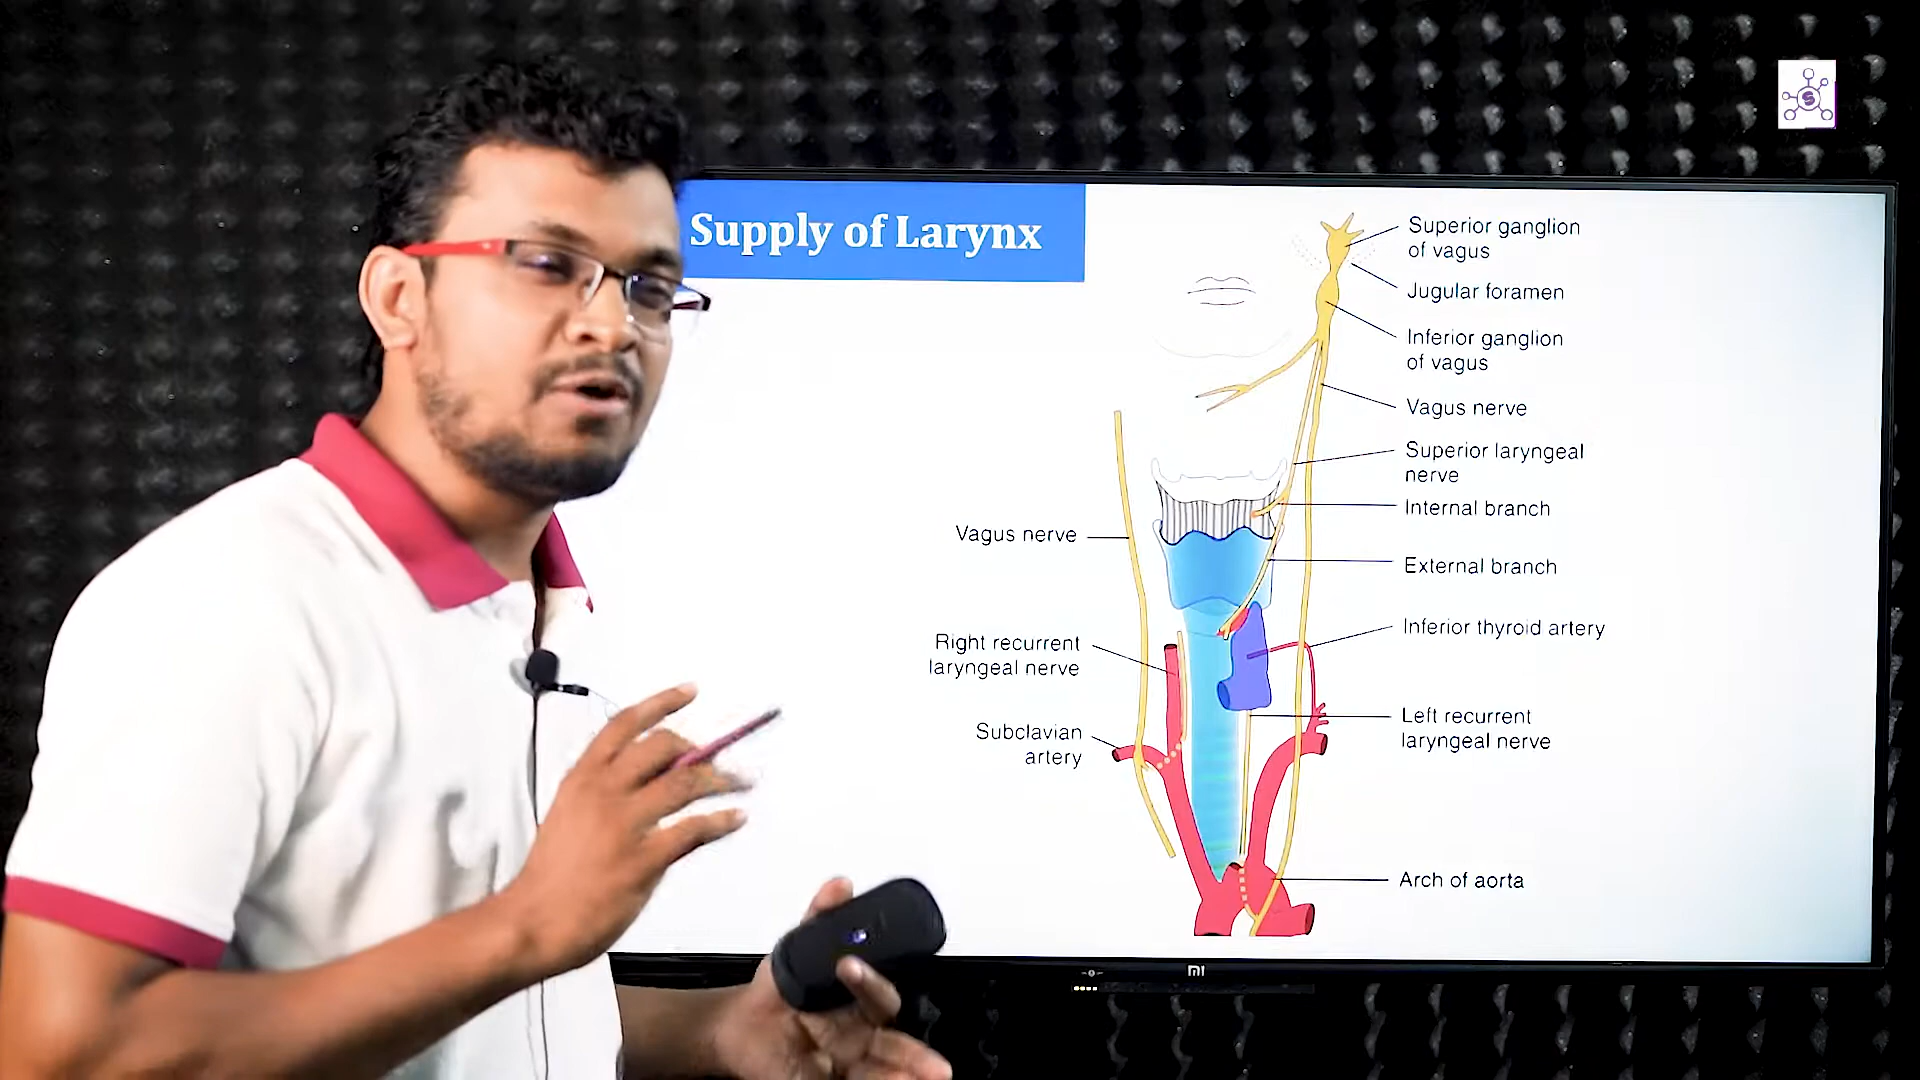 Supply of Larynx
Superior ganglion
of vagus
Jugular foramen
Inferior ganglion
of vagus
Vagus nerve
Superior laryngeal
nerve
Internal branch
External branch
Inferior thyroid artery
Left recurrent
laryngeal nerve
Arch of aorta
Vagus nerve
Right recurrent
laryngeal nerve
Subclavian
artery
mi
S